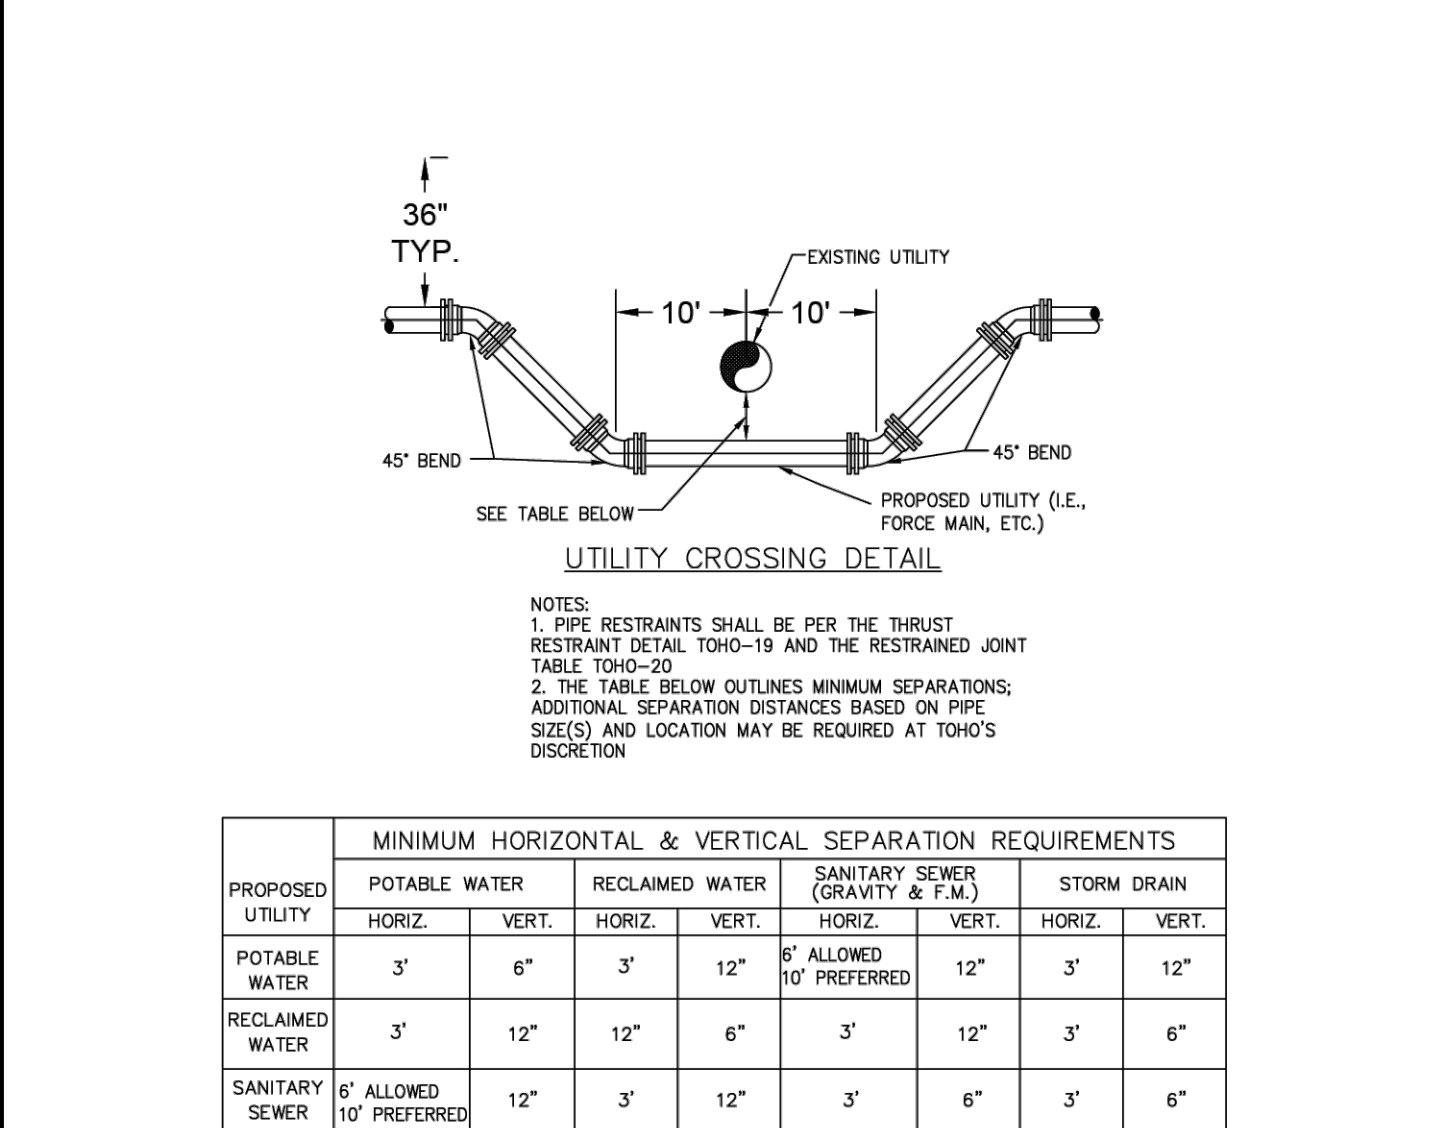 36"
TYP.
EXISTING UTILITY
10' 10'
45° BEND
45° BEND
SEE TABLE BELOW
PROPOSED UTILITY (I.E.,
FORCE MAIN, ETC.)
UTILITY CROSSING DETAIL
NOTES:
1. PIPE RESTRAINTS SHALL BE PER THE THRUST
RESTRAINT DETAIL TOHO-19 AND THE RESTRAINED JOINT
TABLE TOHO-20
2. THE TABLE BELOW OUTLINES MINIMUM SEPARATIONS;
ADDITIONAL SEPARATION DISTANCES BASED ON PIPE
SIZE(S) AND LOCATION MAY BE REQUIRED AT TOHO'S
DISCRETION
MINIMUM HORIZONTAL & VERTICAL SEPARATION REQUIREMENTS
PROPOSED
UTILITY
POTABLE WATER
RECLAIMED WATER
SANITARY SEWER
(GRAVITY & F.M.)
STORM DRAIN
HORIZ. VERT. HORIZ. VERT. HORIZ. VERT. HORIZ. VERT.
POTABLE
WATER
3' 6" 3' 12"
6' ALLOWED
10' PREFERRED
12" 3' 12"
RECLAIMED
WATER
3' 12" 12" 6" 3' 12" 3' 6"
SANITARY
SEWER
6' ALLOWED
10' PREFERRED
12" 3' 12" 3' 6" 3' 6"